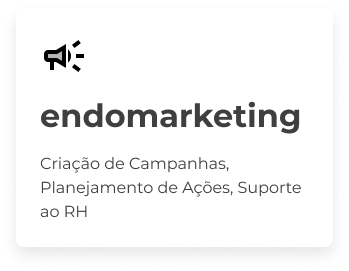 endomarketing
Criação de Campanhas,
Planejamento de Ações, Suporte
ao RH